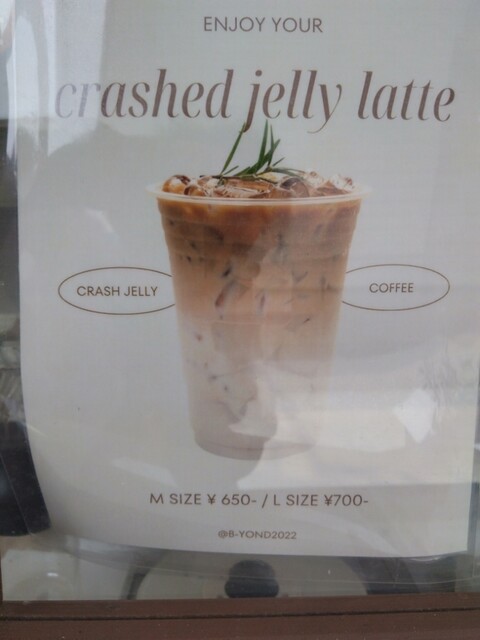 ENJOY YOUR
crashed jelly latte
CRASH JELLY
COFFEE
M SIZE ¥ 650- / L SIZE ¥700-
@B-YOND2022